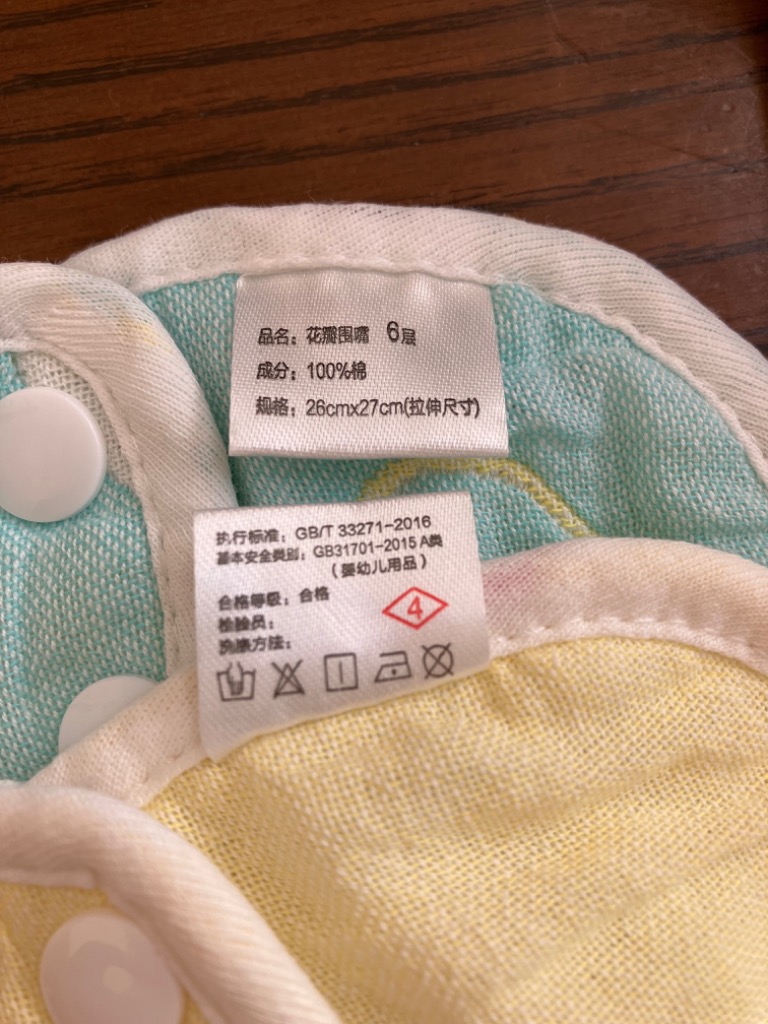 品名：花瓣围嘴 6层
成分：100%棉
规格：26cmx27cm(拉伸尺寸)
执行标准：GB/T 33271-2016
基本安全类别：GB31701-2015 A类
（婴幼儿用品）
合格等级：合格
4
检验员：
洗涤方法：